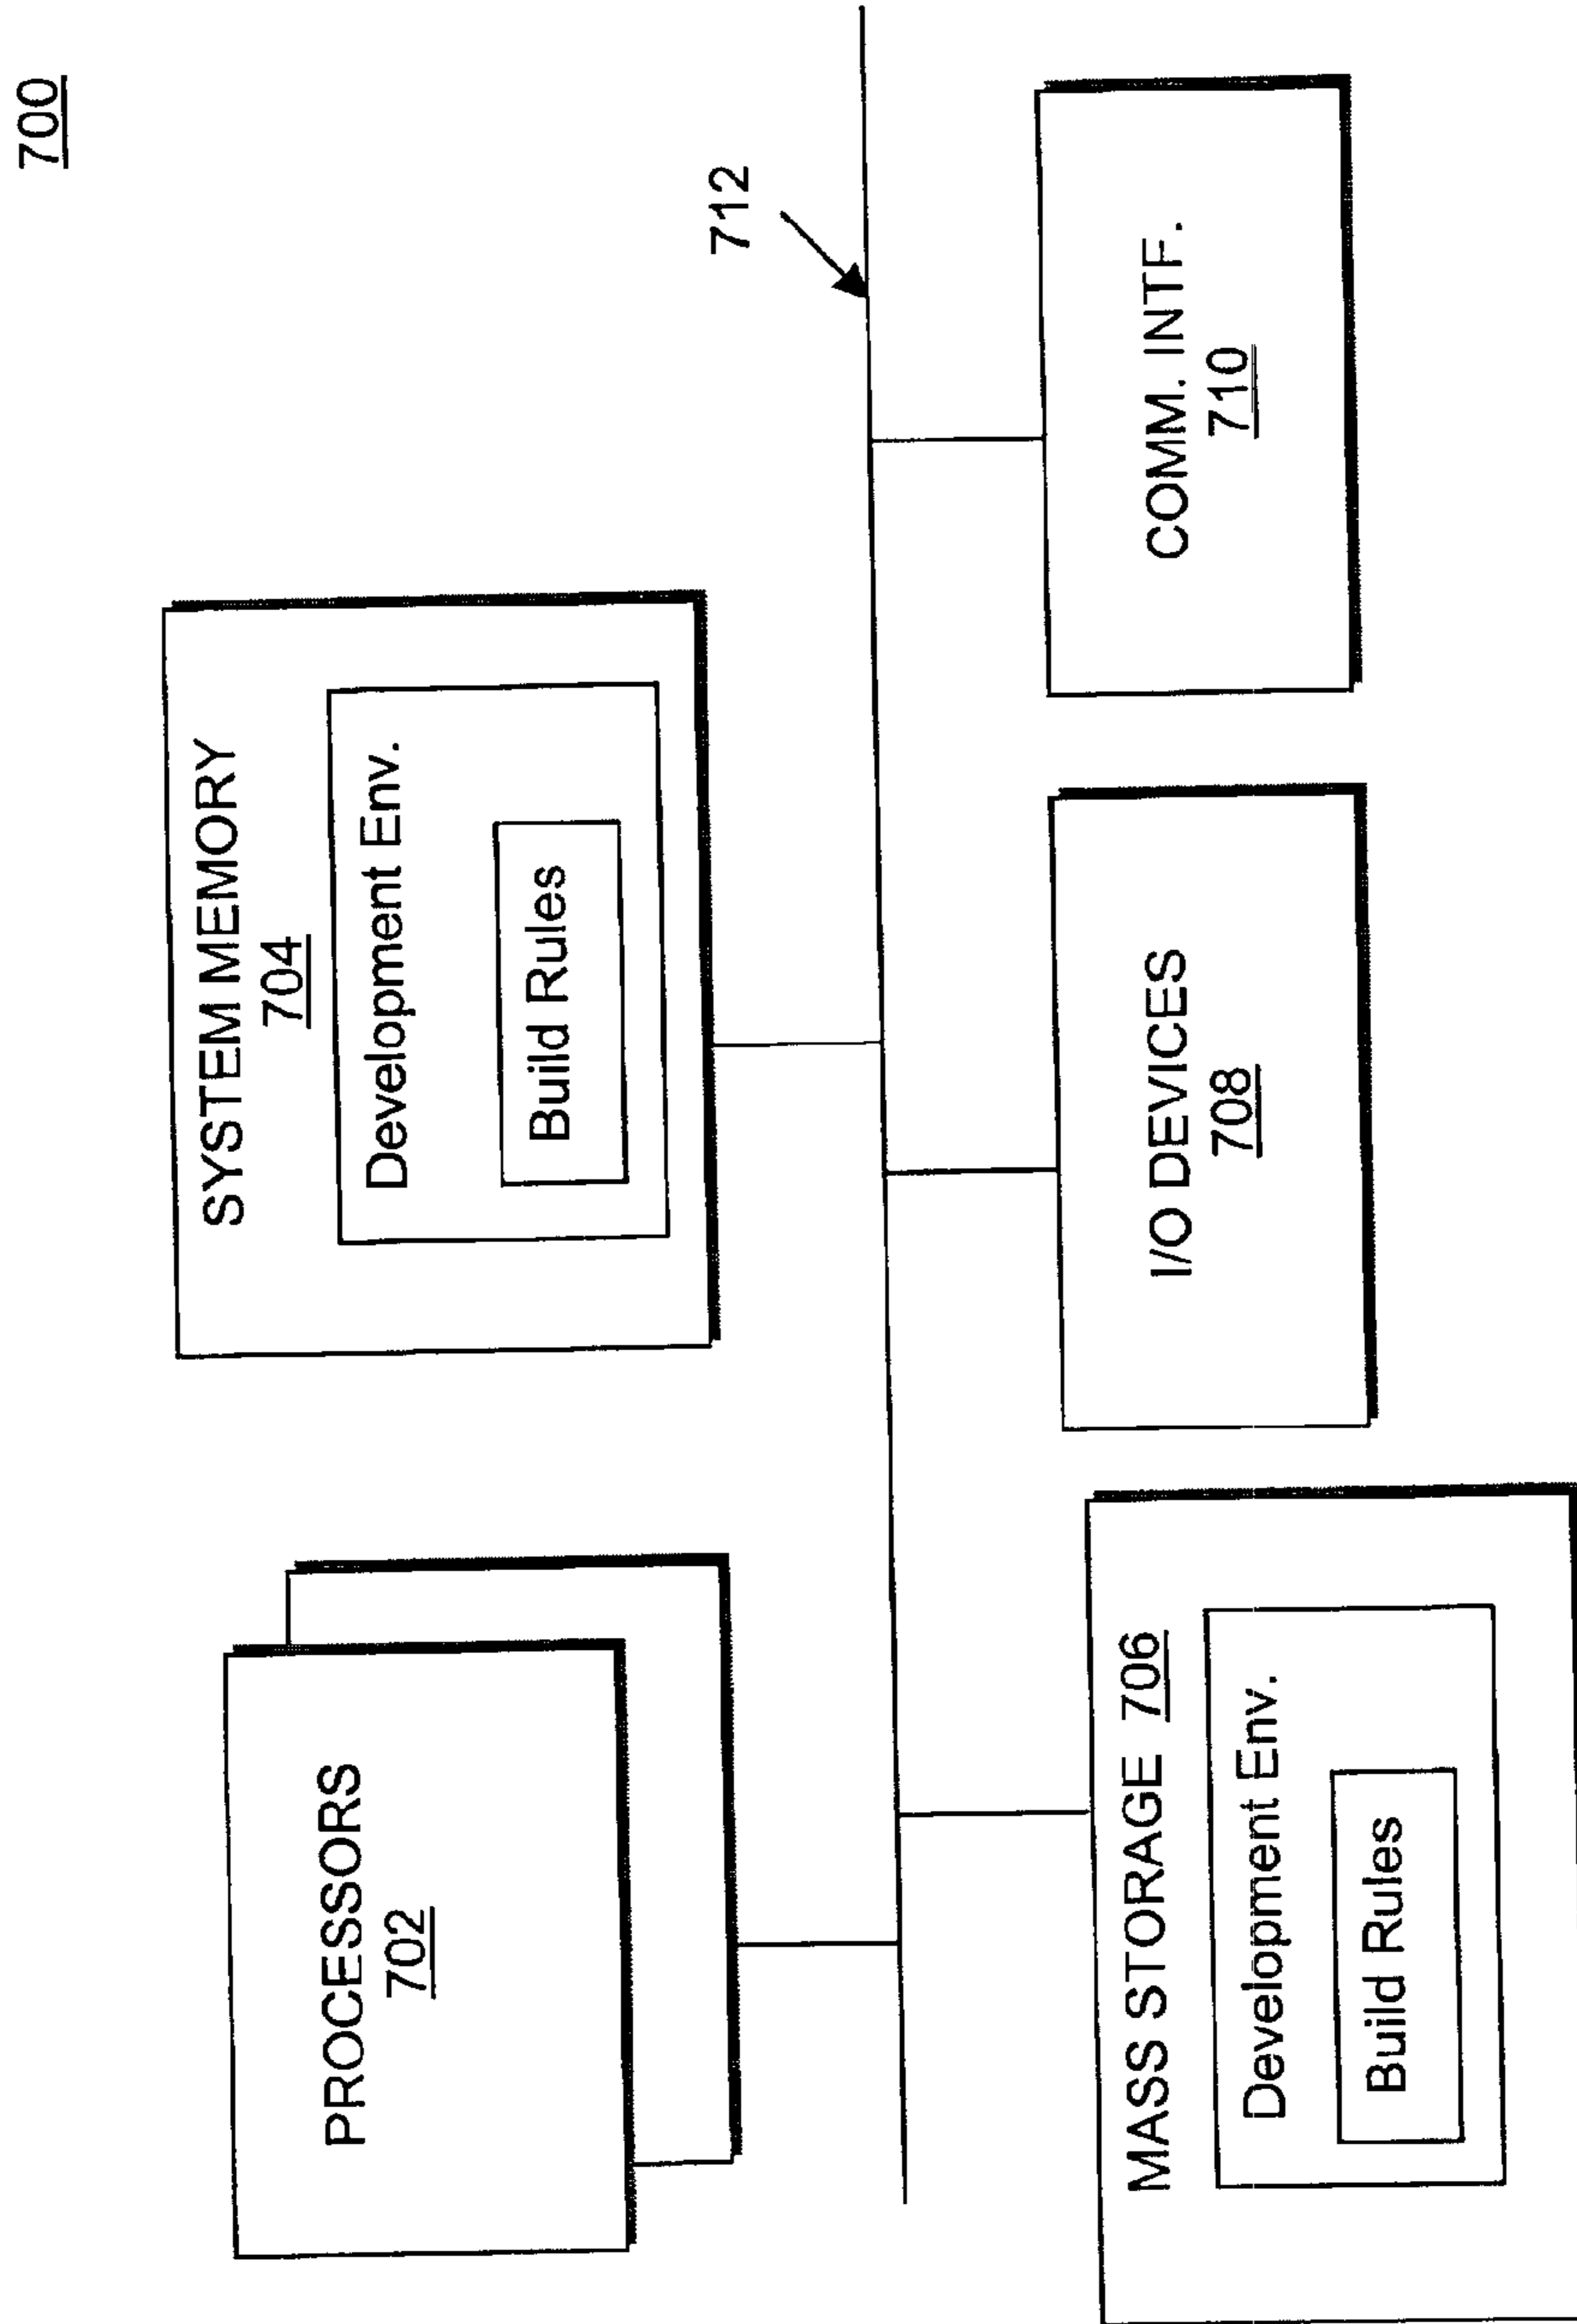 700
PROCESSORS
702
SYSTEM MEMORY
704
Development Env.
Build Rules
712
MASS STORAGE 706
Development Env.
Build Rules
I/O DEVICES
708
COMM. INTF.
710